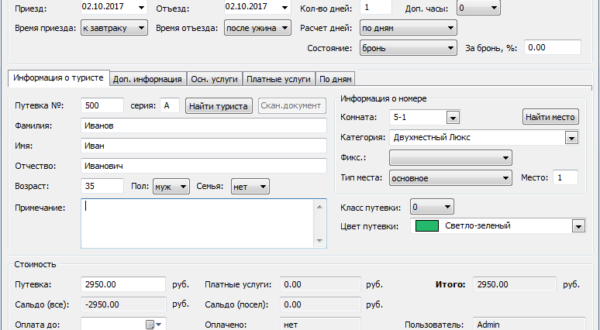 Приезд: 02.10.2017 Отъезд: 02.10.2017 Кол-во дней: 1 Доп. часы: 0
Время приезда: к завтраку Время отъезда: после ужина Расчет дней: по дням
Состояние: бронь За бронь, %: 0.00
Информация о туристе Доп. информация Осн. услуги Платные услуги По дням
Путевка №: 500 серия: А Найти туриста Скан.документ Информация о номере
Фамилия: Иванов Комната: 5-1 Найти место
Имя: Иван Категория: Двухместный Люкс
Отчество: Иванович Фикс.:
Возраст: 35 Пол: муж Семья: нет Тип места: основное Место: 1
Примечание: Класс путевки: 0
Цвет путевки: Светло-зеленый
Стоимость
Путевка: 2950.00 руб. Платные услуги: 0.00 руб. Итого: 2950.00 руб.
Сальдо (все): -2950.00 руб. Сальдо (посел): 0.00 руб.
Оплата до: Оплачено: нет Пользователь: Admin